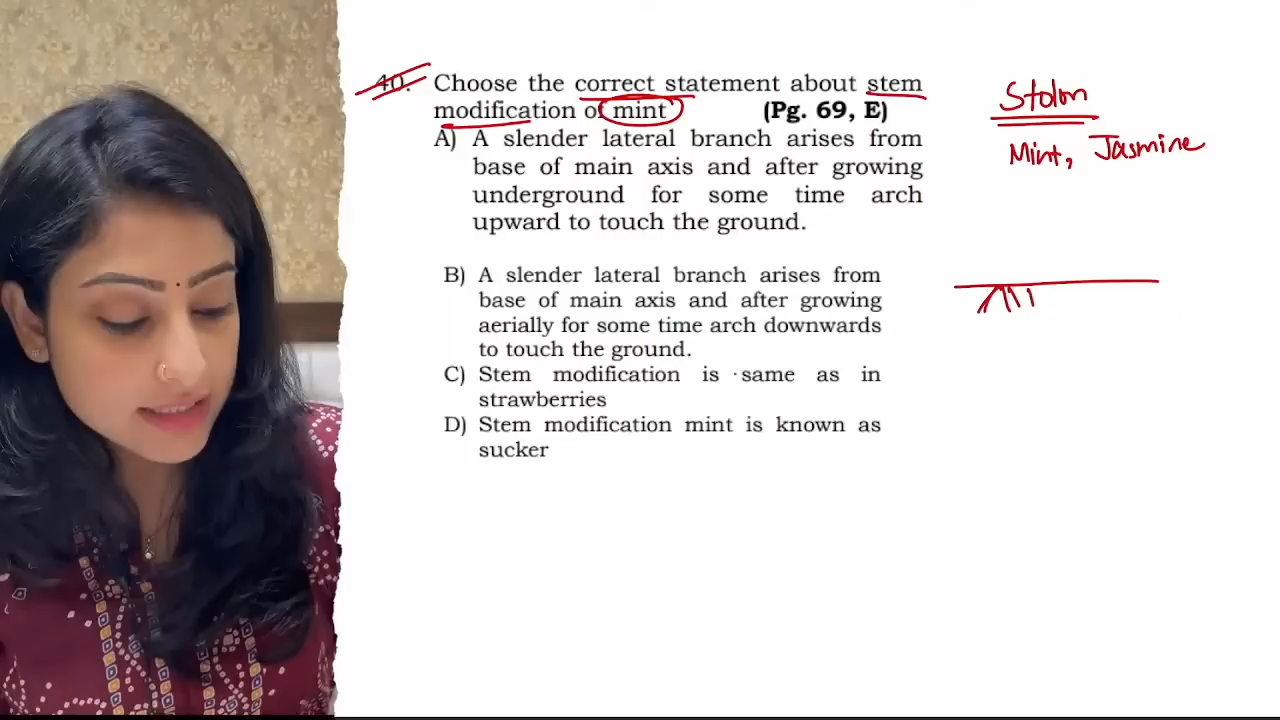 40. Choose the correct statement about stem
modification of mint (Pg. 69, E)
A) A slender lateral branch arises from
base of main axis and after growing
underground for some time arch
upward to touch the ground.
B) A slender lateral branch arises from
base of main axis and after growing
aerially for some time arch downwards
to touch the ground.
C) Stem modification is same as in
strawberries
D) Stem modification mint is known as
sucker
Stolon
Mint, Jasmine